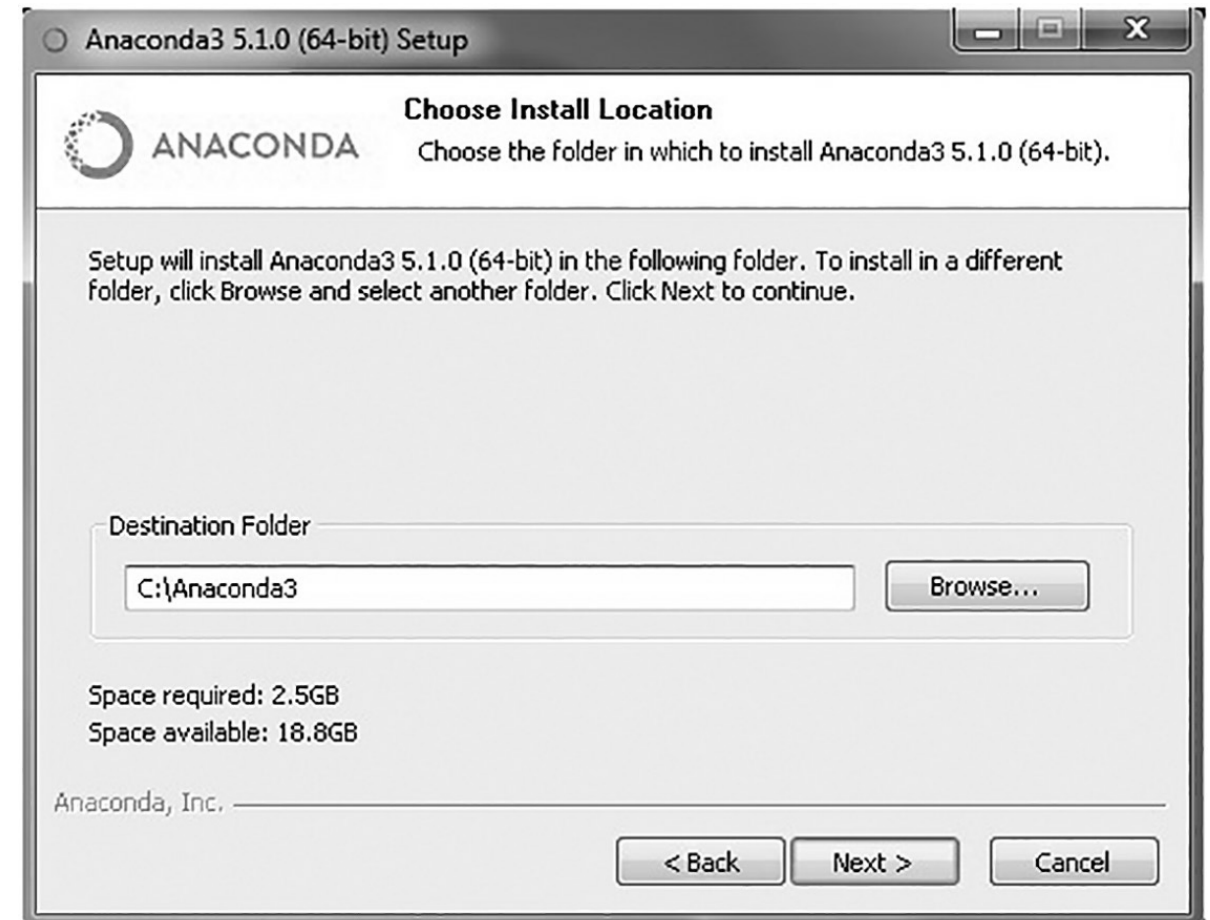 Anaconda3 5.1.0 (64-bit) Setup
ANACONDA
Choose Install Location
Choose the folder in which to install Anaconda3 5.1.0 (64-bit).
Setup will install Anaconda3 5.1.0 (64-bit) in the following folder. To install in a different
folder, click Browse and select another folder. Click Next to continue.
Destination Folder
C:\Anaconda3
Browse...
Space required: 2.5GB
Space available: 18.8GB
Anaconda, Inc.
< Back
Next >
Cancel